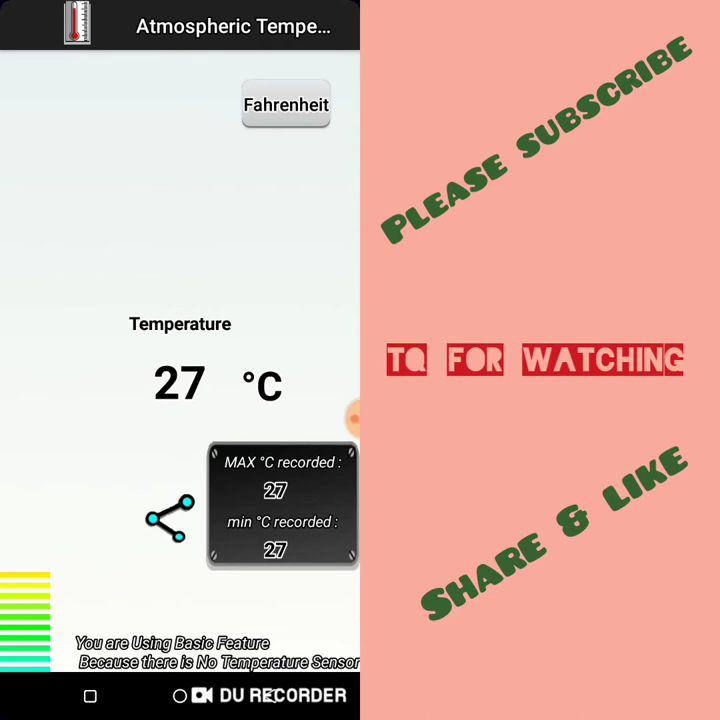 Atmospheric Tempe...
Fahrenheit
Temperature
27 °C
MAX °C recorded :
27
min °C recorded :
27
You are Using Basic Feature
Because there is No Temperature Sensor
DU RECORDER
PLEASE SUBSCRIBE
TQ FOR WATCHING
SHARE & LIKE